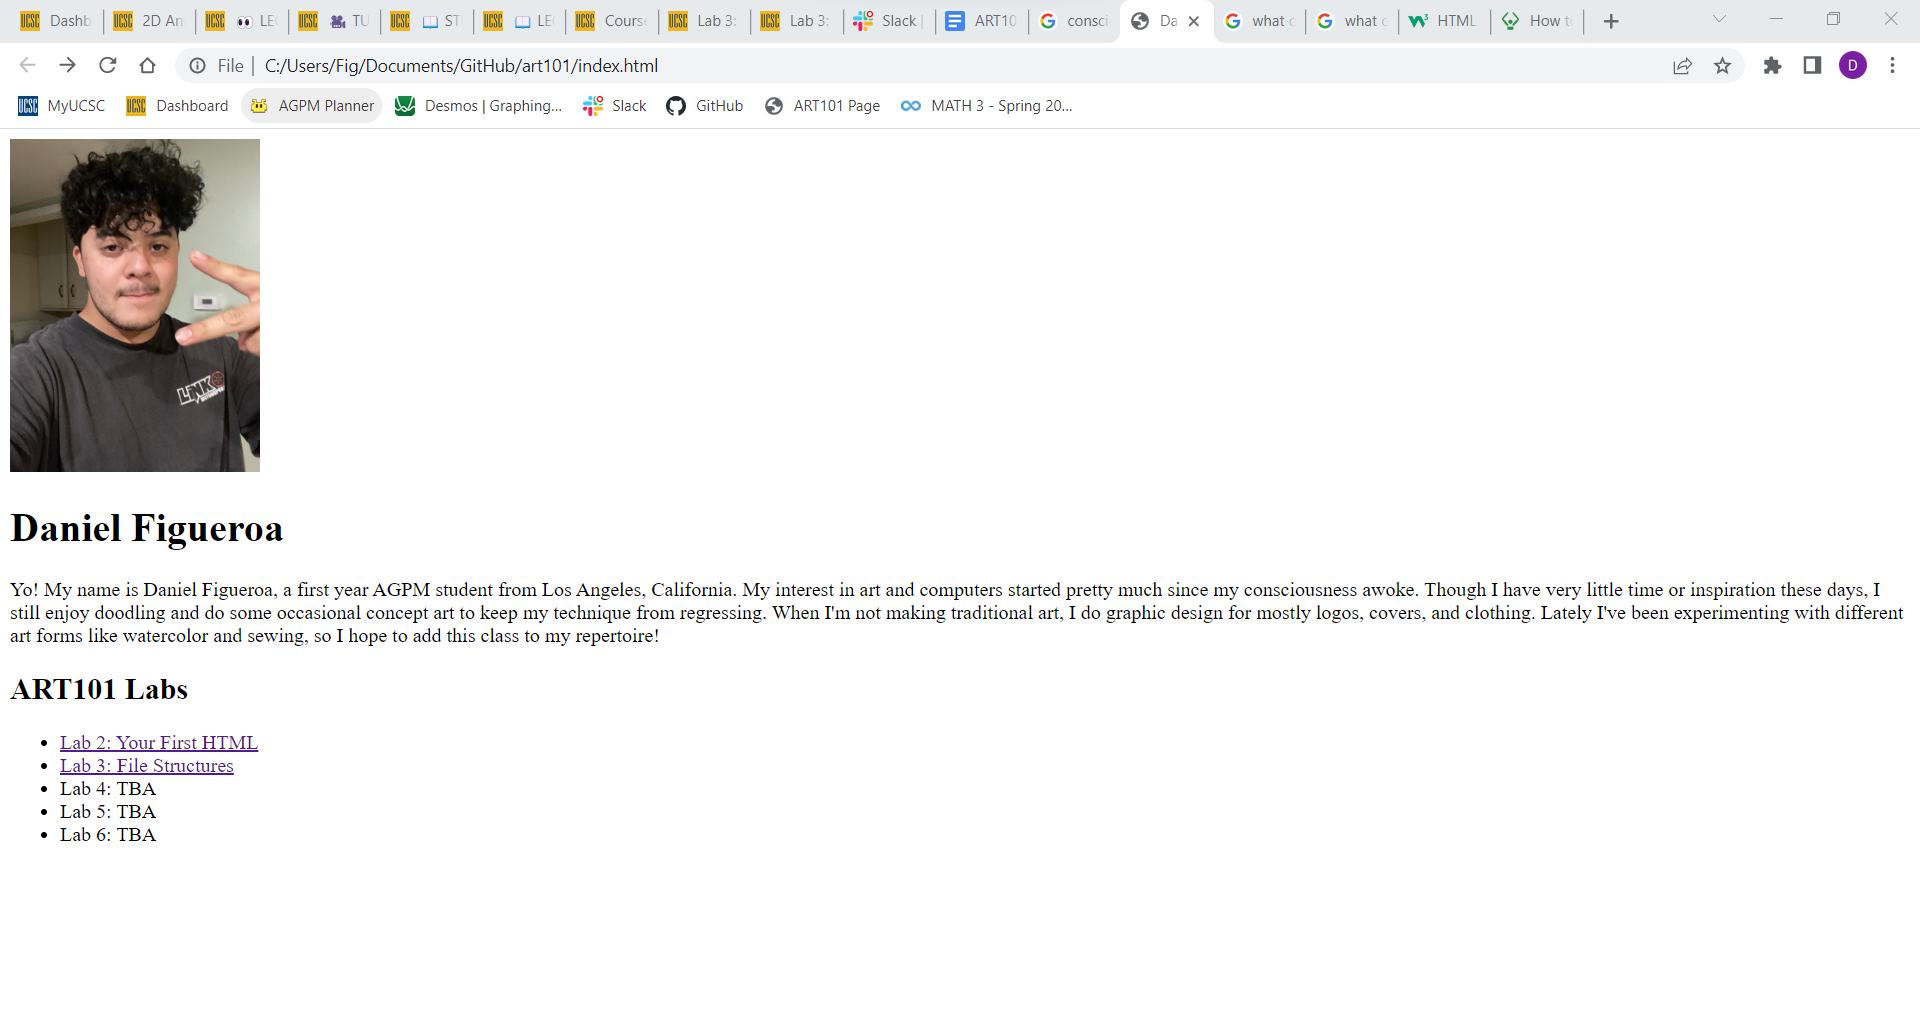 Dashb 2D An LE TU ST LE Course Lab 3: Lab 3: Slack ART10 consci Da what c what c HTML How to
File C:/Users/Fig/Documents/GitHub/art101/index.html D
MyUCSC Dashboard AGPM Planner Desmos | Graphing... Slack GitHub ART101 Page MATH 3 - Spring 20...
LNK
Daniel Figueroa
Yo! My name is Daniel Figueroa, a first year AGPM student from Los Angeles, California. My interest in art and computers started pretty much since my consciousness awoke. Though I have very little time or inspiration these days, I
still enjoy doodling and do some occasional concept art to keep my technique from regressing. When I'm not making traditional art, I do graphic design for mostly logos, covers, and clothing. Lately I've been experimenting with different
art forms like watercolor and sewing, so I hope to add this class to my repertoire!
ART101 Labs
• Lab 2: Your First HTML
• Lab 3: File Structures
• Lab 4: TBA
• Lab 5: TBA
• Lab 6: TBA